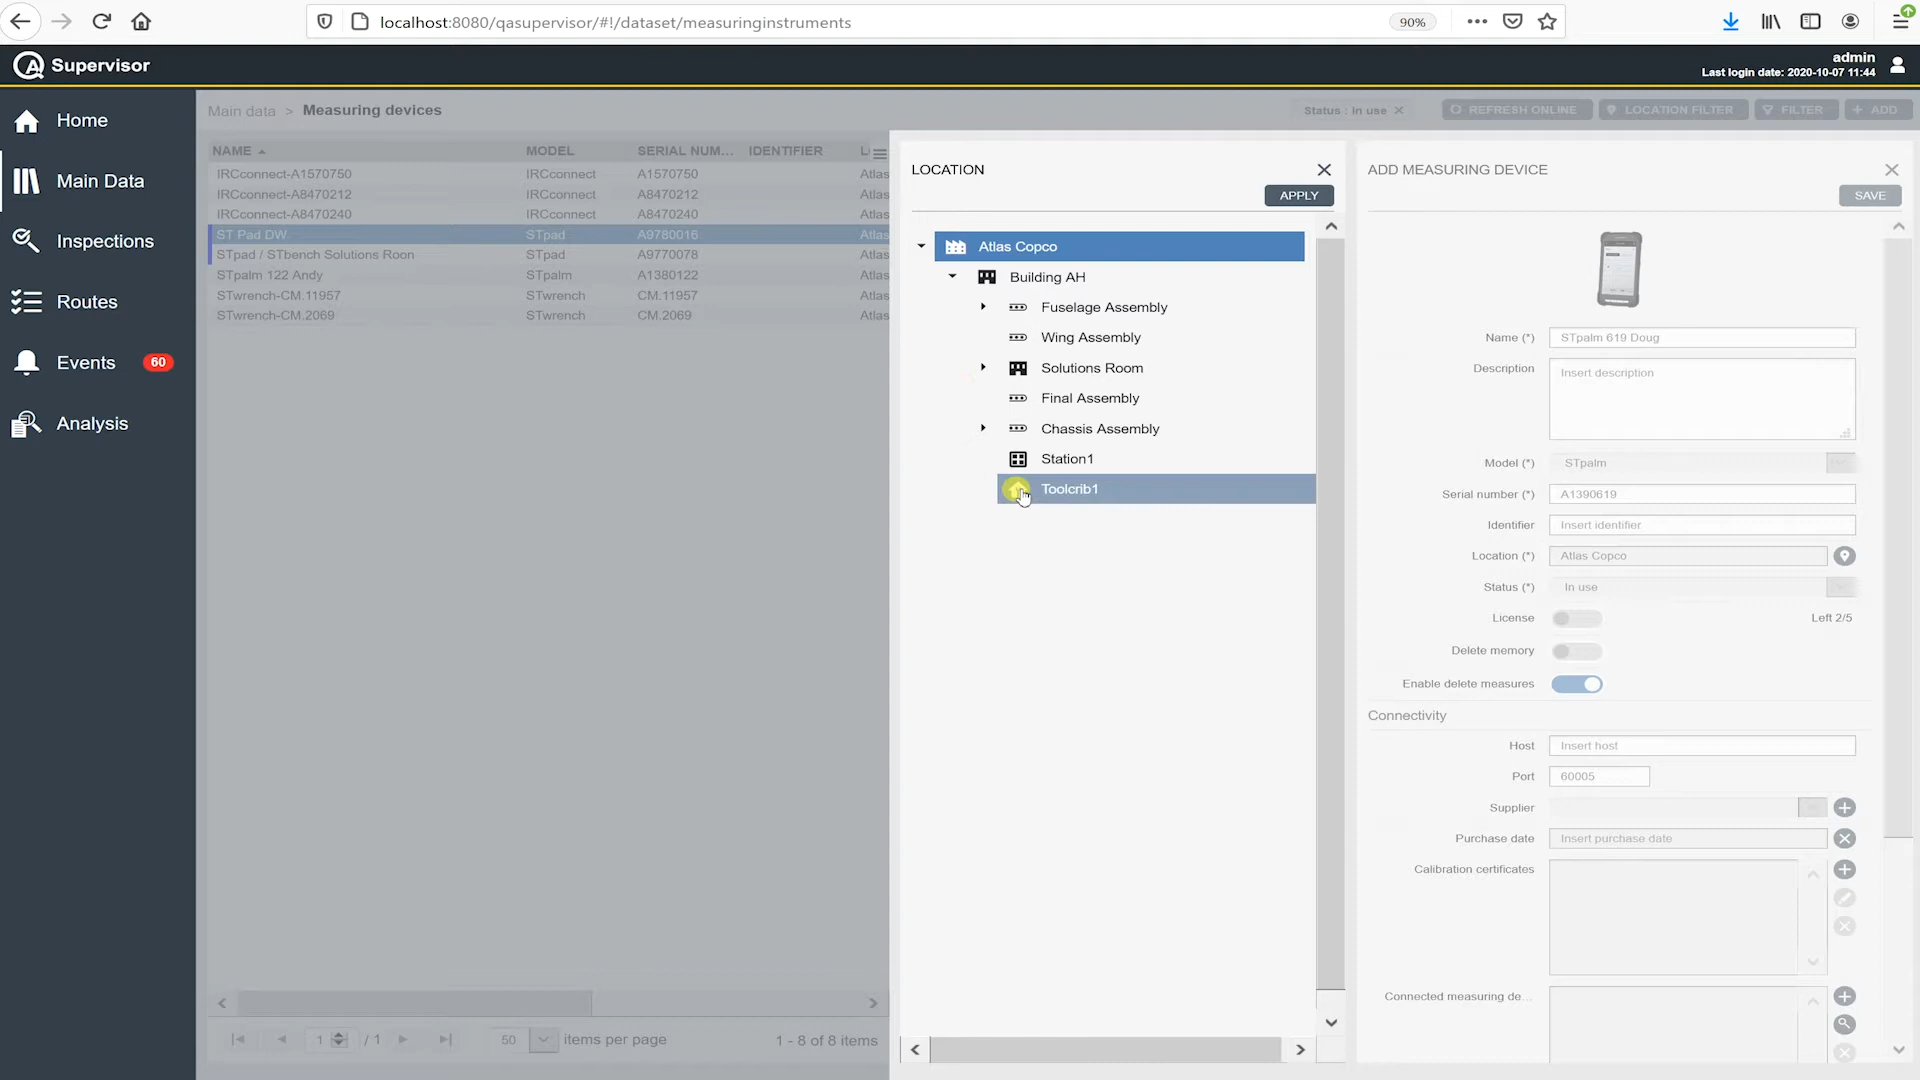 localhost:8080/qasupervisor/#!/dataset/measuringinstruments
90%
QA Supervisor
admin
Last login date: 2020-10-07 11:44
Home
Main Data
Inspections
Routes
Events 60
Analysis
Main data > Measuring devices
Status : In use
REFRESH ONLINE
LOCATION FILTER
FILTER
+ ADD
NAME MODEL SERIAL NUM... IDENTIFIER L
IRCconnect-A1570750 IRCconnect A1570750 Atlas
IRCconnect-A8470212 IRCconnect A8470212 Atlas
IRCconnect-A8470240 IRCconnect A8470240 Atlas
ST Pad DW STpad A9780016 Atlas
STpad / STbench Solutions Roon STpad A9770078 Atlas
STpalm 122 Andy STpalm A1380122 Atlas
STwrench-CM.11957 STwrench CM.11957 Atlas
STwrench-CM.2069 STwrench CM.2069 Atlas
1 / 1 50 items per page 1 - 8 of 8 items
LOCATION
APPLY
Atlas Copco
Building AH
Fuselage Assembly
Wing Assembly
Solutions Room
Final Assembly
Chassis Assembly
Station1
Toolcrib1
ADD MEASURING DEVICE
SAVE
Name (*) STpalm 619 Doug
Description Insert description
Model (*) STpalm
Serial number (*) A1390619
Identifier Insert identifier
Location (*) Atlas Copco
Status (*) In use
License Left 2/5
Delete memory
Enable delete measures
Connectivity
Host Insert host
Port 60005
Supplier
Purchase date Insert purchase date
Calibration certificates
Connected measuring de...